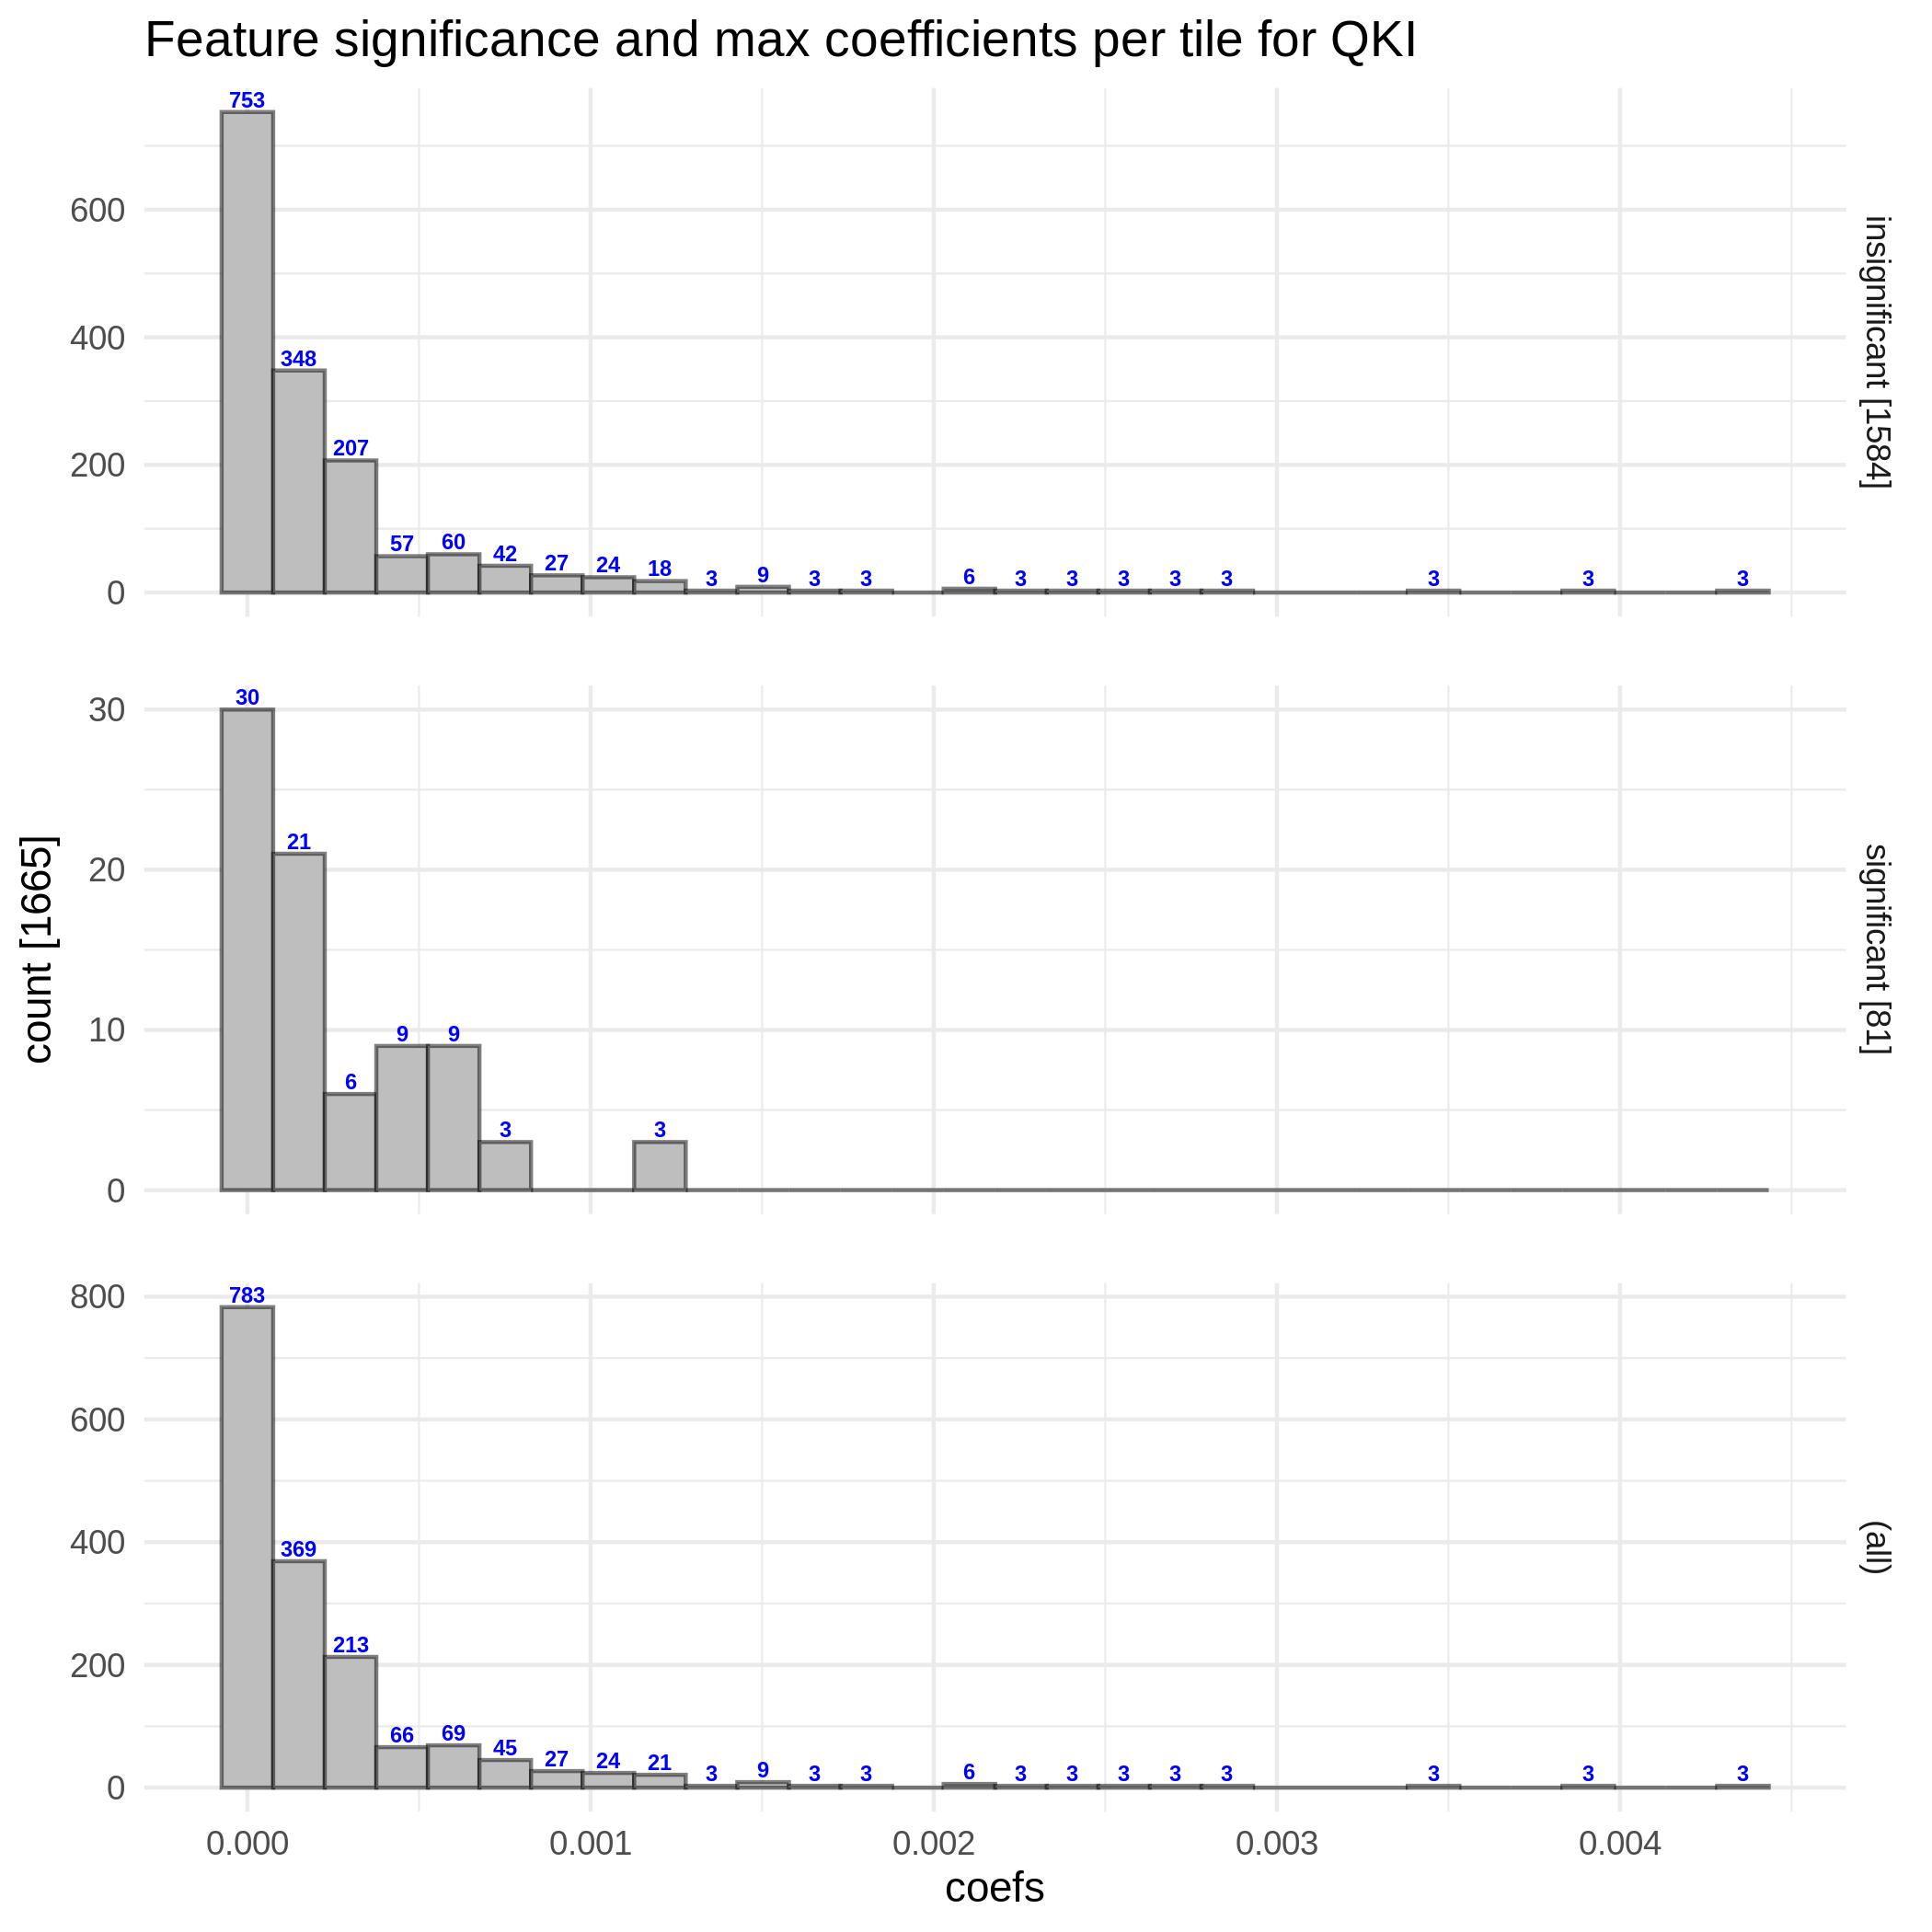 Feature significance and max coefficients per tile for QKI
753
348
207
57 60 42 27 24 18 3 9 3 3 6 3 3 3 3 3 3 3 3
600
400
200
0
insignificant [1584]
30
21
6
9 9
3 3
30
20
10
0
significant [81]
count [1665]
783
369
213
66 69 45 27 24 21 3 9 3 3 6 3 3 3 3 3 3 3 3
800
600
400
200
0
(all)
0.000 0.001 0.002 0.003 0.004
coefs